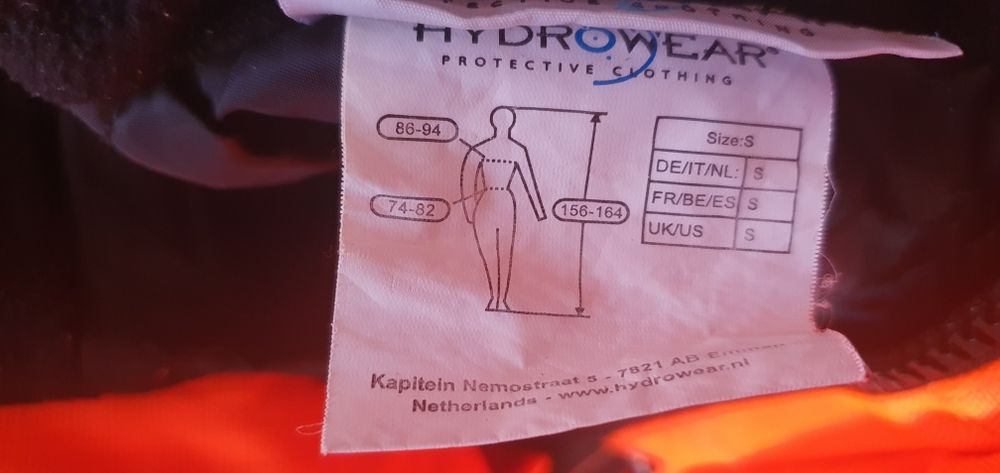 HYDROWEAR®
PROTECTIVE CLOTHING
86-94
74-82
156-164
Size:S
DE/IT/NL: S
FR/BE/ES S
UK/US S
Kapitein Nemostraat 5 - 7821 AB Emmen
Netherlands - www.hydrowear.nl